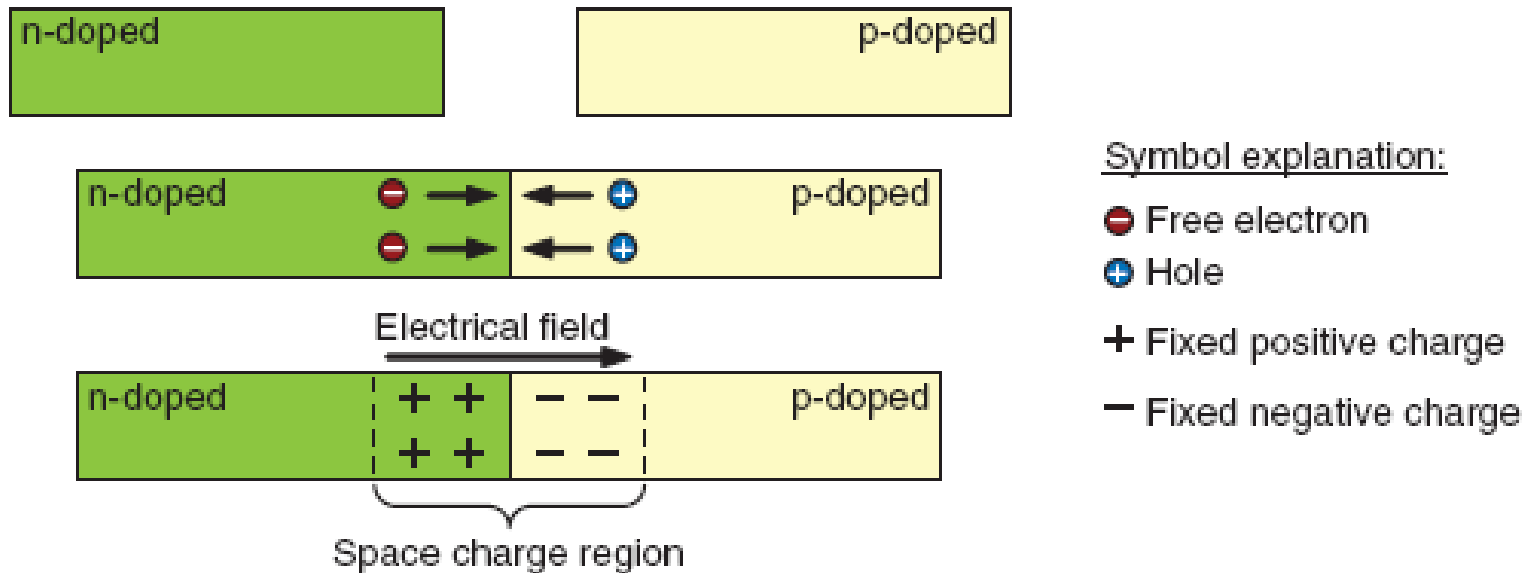 n-doped
p-doped
n-doped
p-doped
Electrical field
n-doped
+ + − −
p-doped
+ + − −
Space charge region
Symbol explanation:
− Free electron
+ Hole
+ Fixed positive charge
− Fixed negative charge